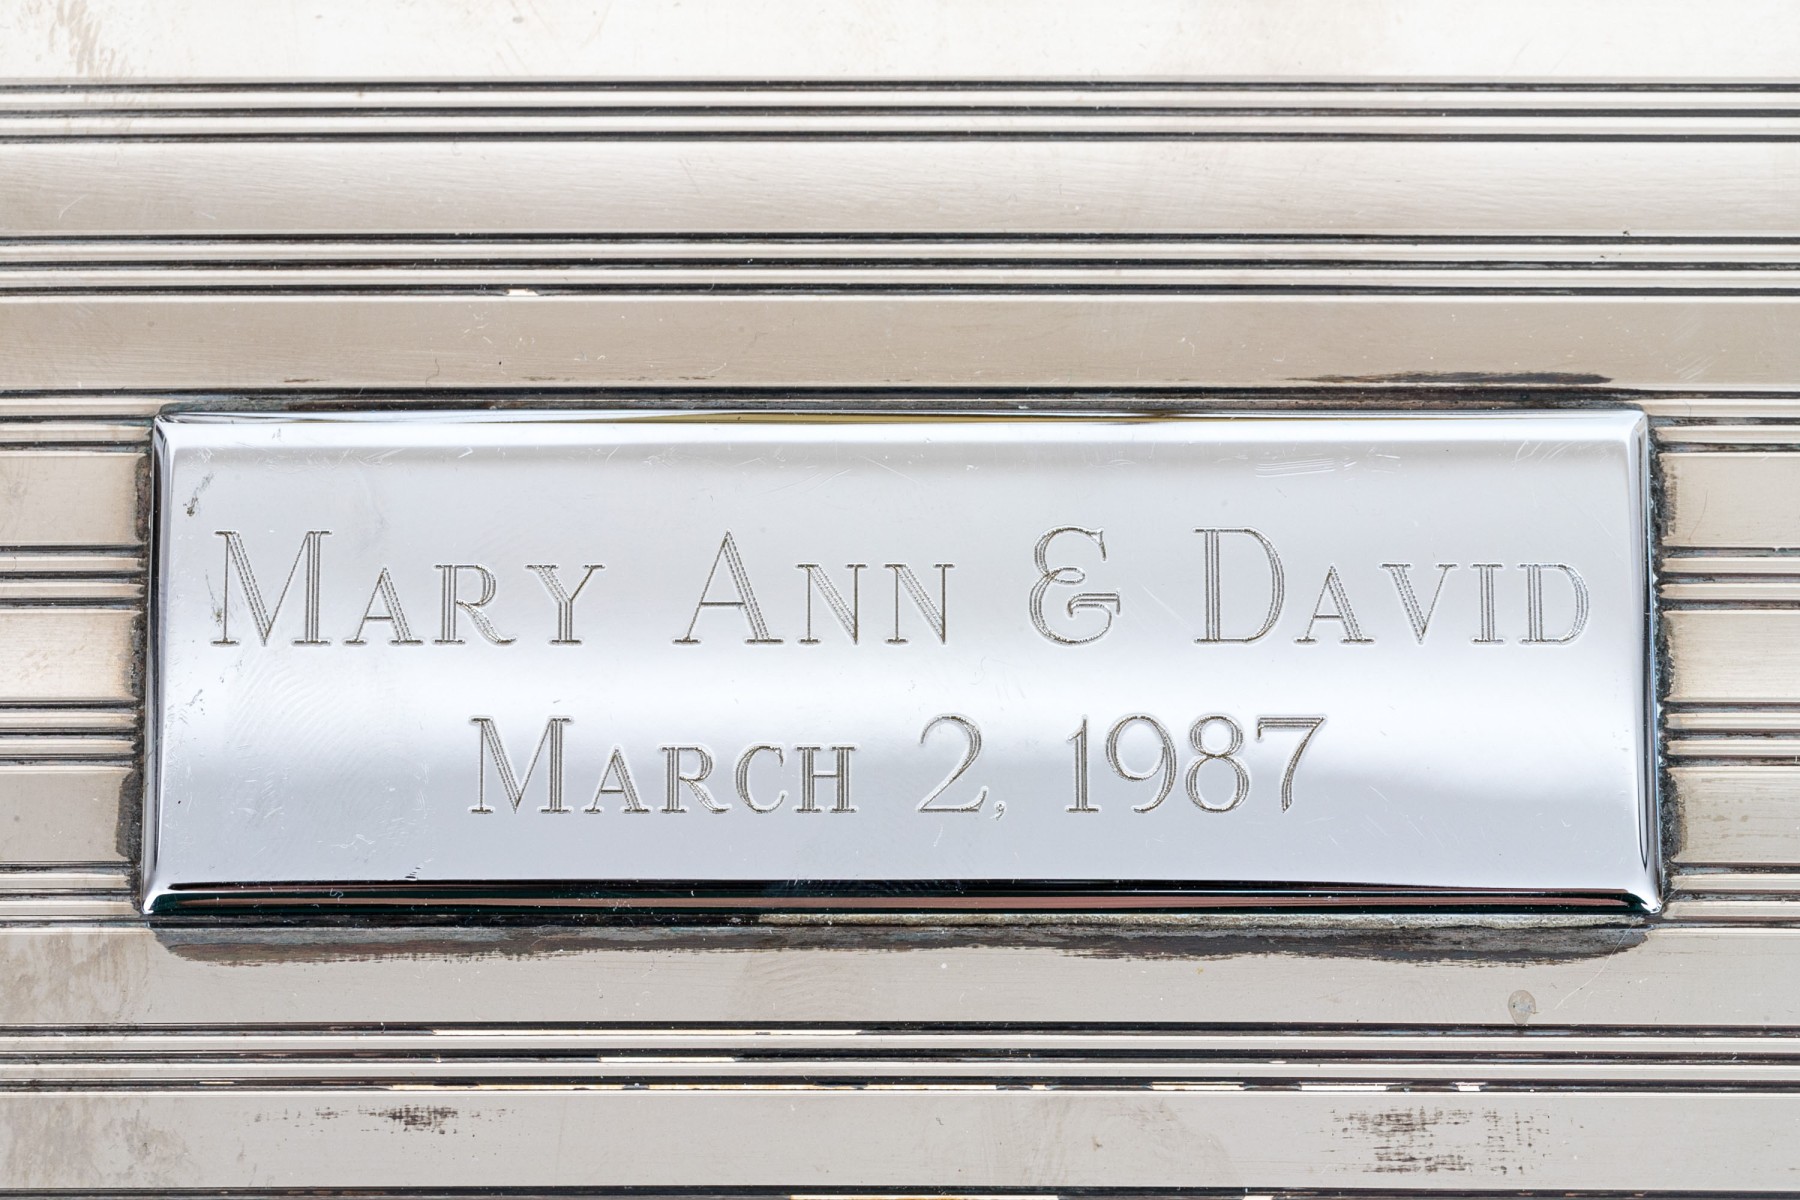 Mary Ann & David
March 2, 1987